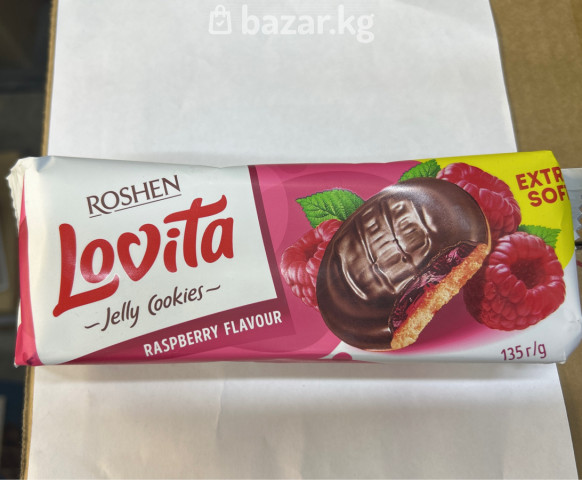 bazar.kg
ROSHEN
Lovita
Jelly Cookies
RASPBERRY FLAVOUR
EXTR
SOF
135 г/g